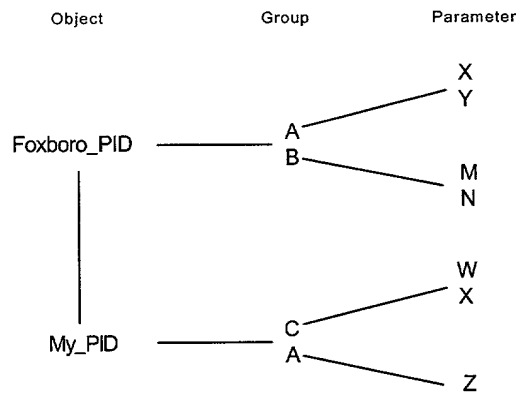 Object Group Parameter
X
Y
A
Foxboro_PID
B
M
N
W
X
C
My_PID
A
Z